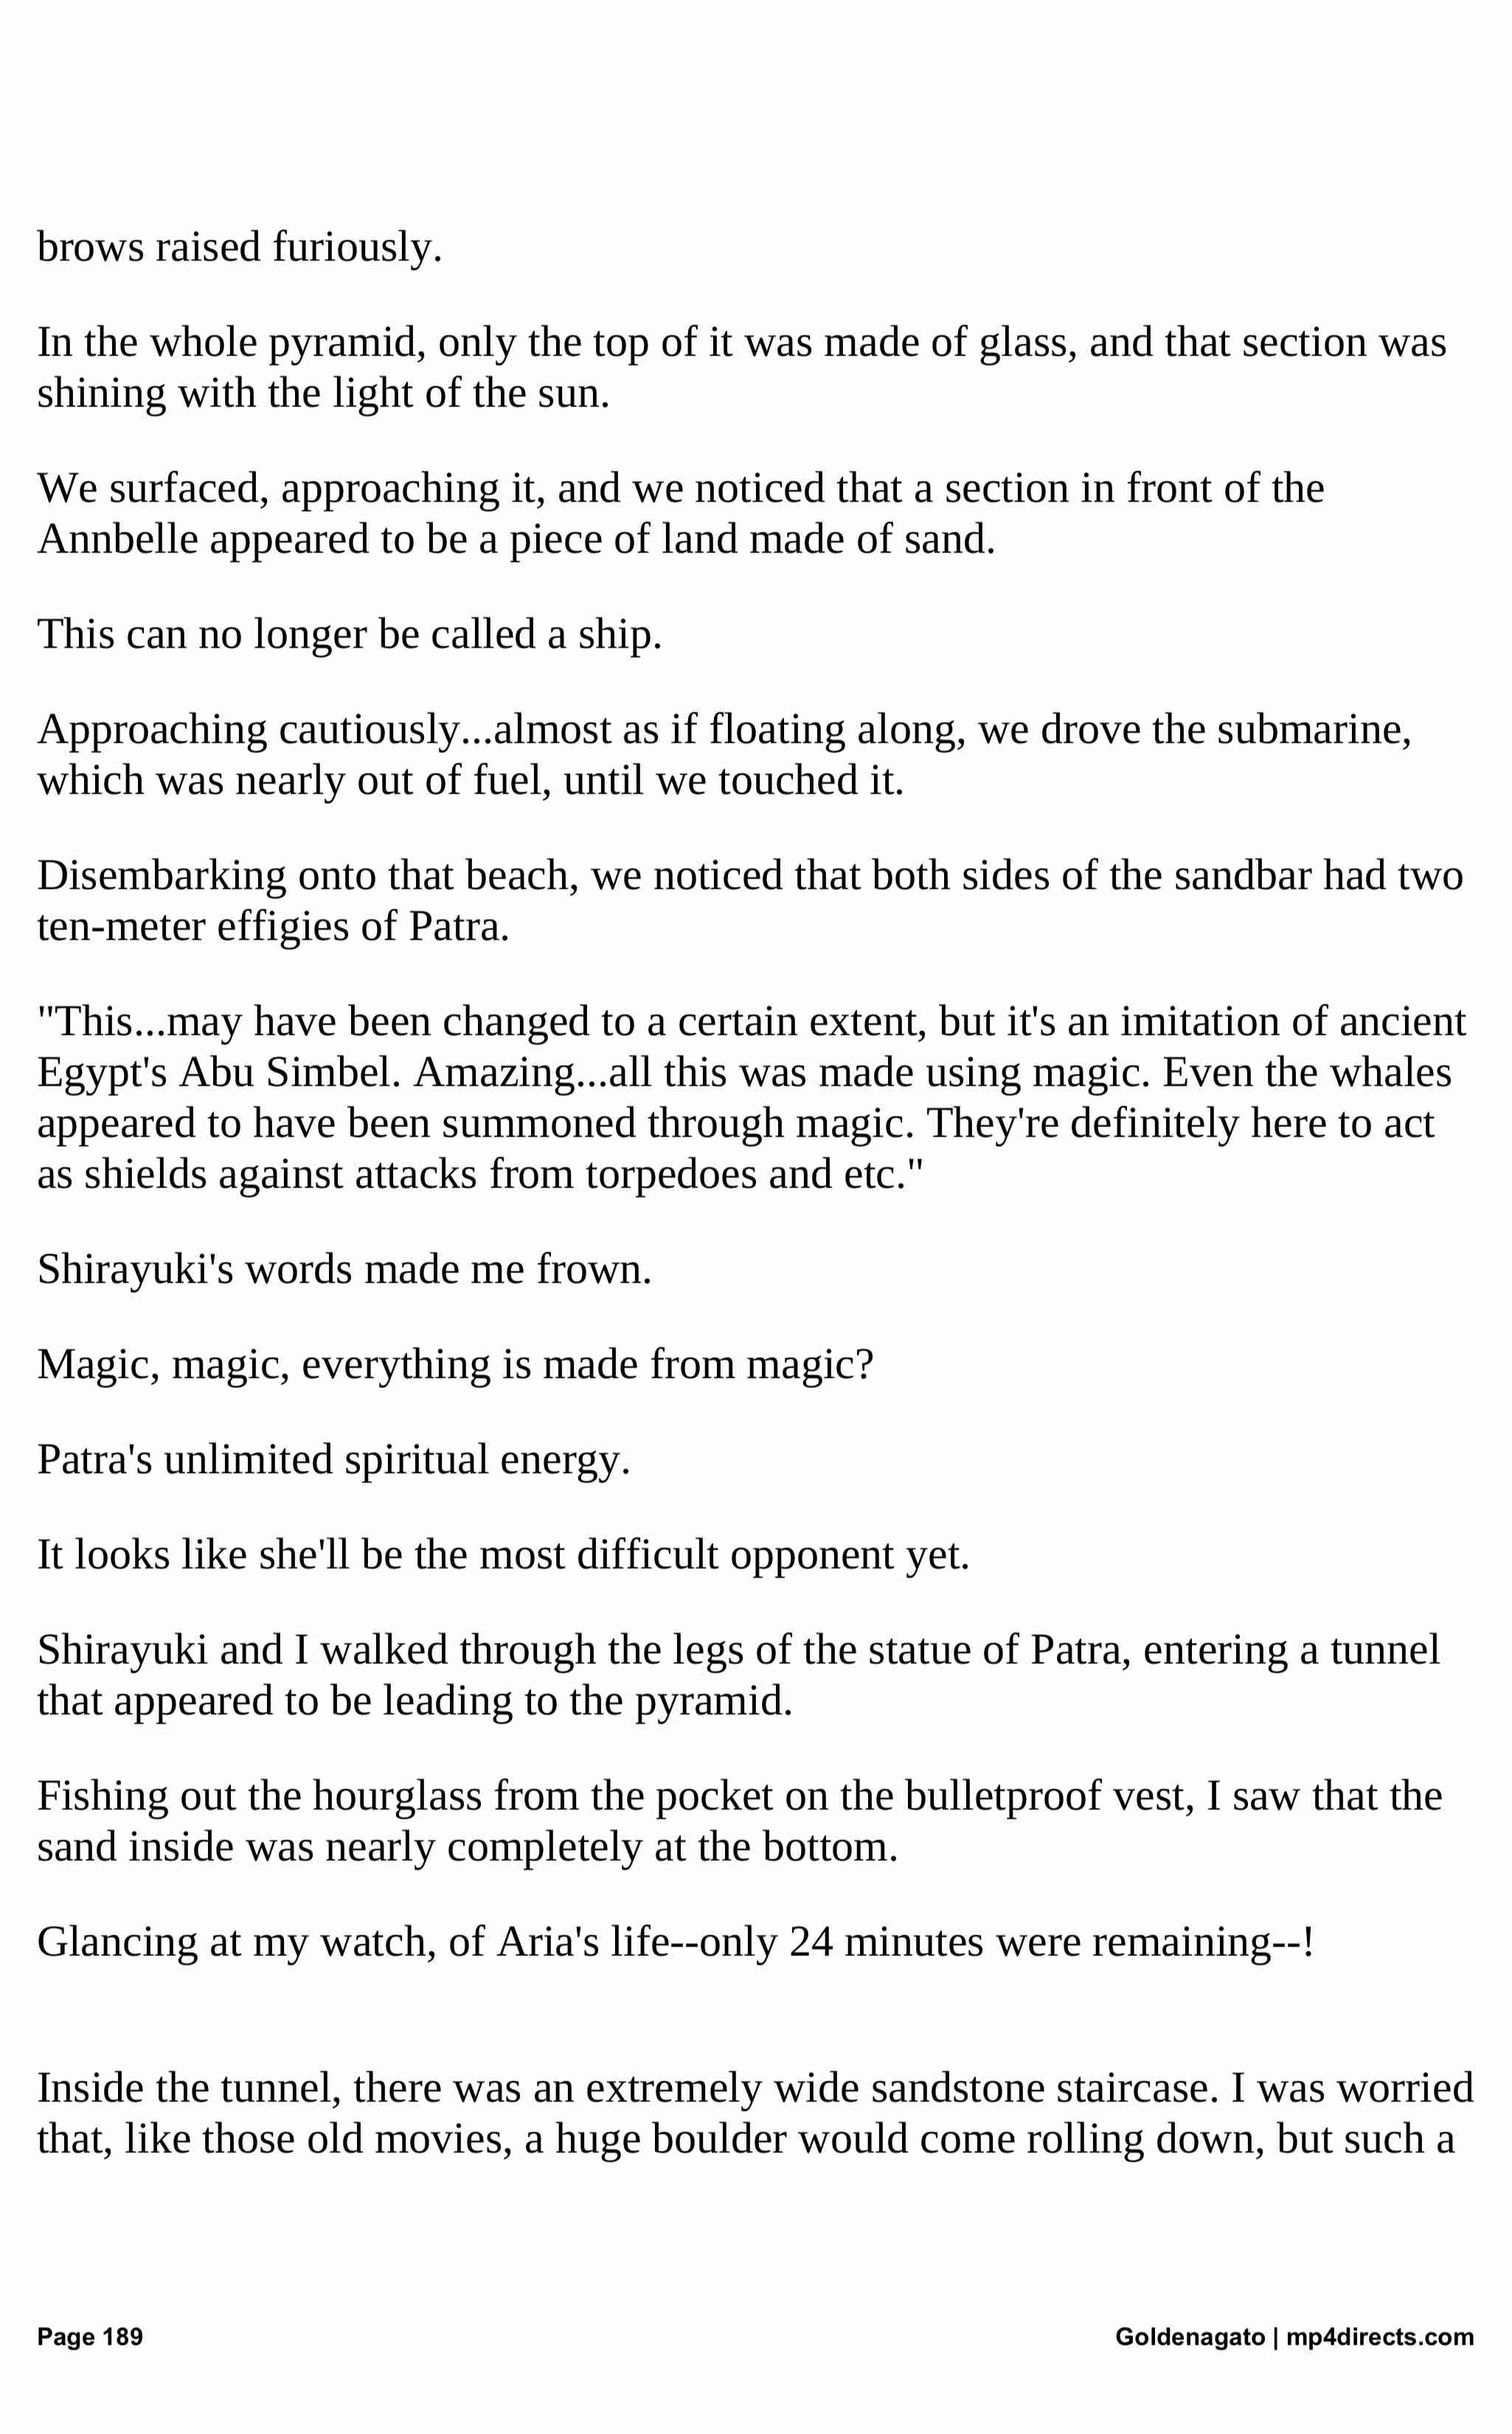 brows raised furiously.
In the whole pyramid, only the top of it was made of glass, and that section was
shining with the light of the sun.
We surfaced, approaching it, and we noticed that a section in front of the
Annbelle appeared to be a piece of land made of sand.
This can no longer be called a ship.
Approaching cautiously...almost as if floating along, we drove the submarine,
which was nearly out of fuel, until we touched it.
Disembarking onto that beach, we noticed that both sides of the sandbar had two
ten-meter effigies of Patra.
"This...may have been changed to a certain extent, but it's an imitation of ancient
Egypt's Abu Simbel. Amazing...all this was made using magic. Even the whales
appeared to have been summoned through magic. They're definitely here to act
as shields against attacks from torpedoes and etc."
Shirayuki's words made me frown.
Magic, magic, everything is made from magic?
Patra's unlimited spiritual energy.
It looks like she'll be the most difficult opponent yet.
Shirayuki and I walked through the legs of the statue of Patra, entering a tunnel
that appeared to be leading to the pyramid.
Fishing out the hourglass from the pocket on the bulletproof vest, I saw that the
sand inside was nearly completely at the bottom.
Glancing at my watch, of Aria's life--only 24 minutes were remaining--!
Inside the tunnel, there was an extremely wide sandstone staircase. I was worried
that, like those old movies, a huge boulder would come rolling down, but such a
Page 189
Goldenagato | mp4directs.com